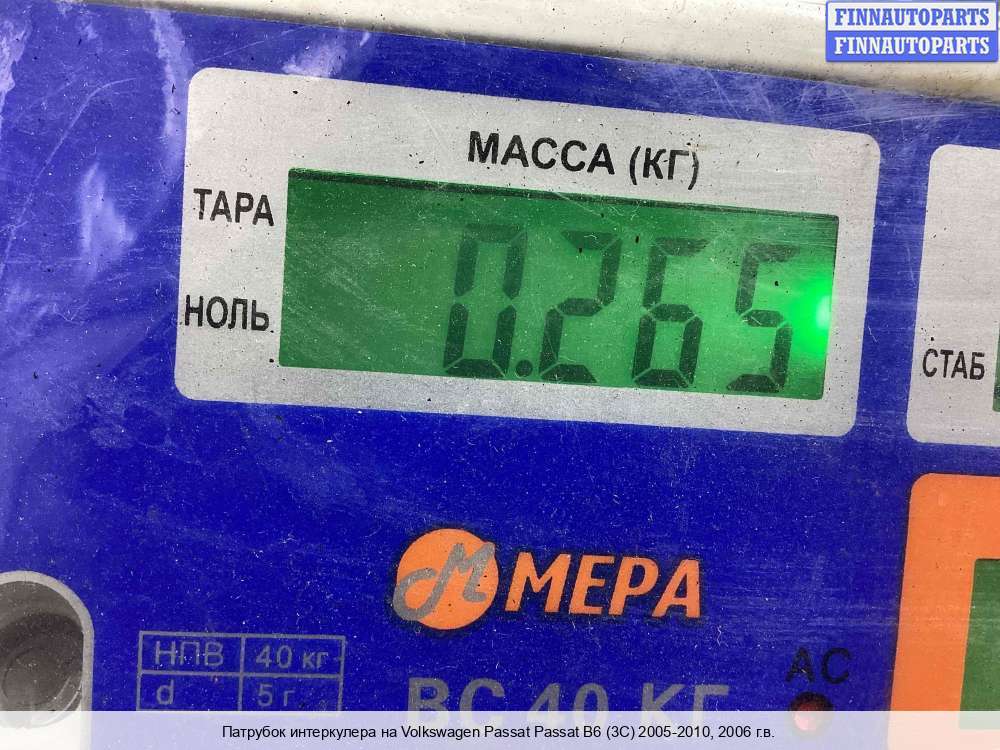 FINNAUTOPARTS
FINNAUTOPARTS
МАССА (КГ)
ТАРА
0.265
НОЛЬ
СТАБ
М МЕРА
НПВ 40 кг
d 5 г
AC
ВС 40 КГ
Патрубок интеркулера на Volkswagen Passat Passat B6 (3C) 2005-2010, 2006 г.в.